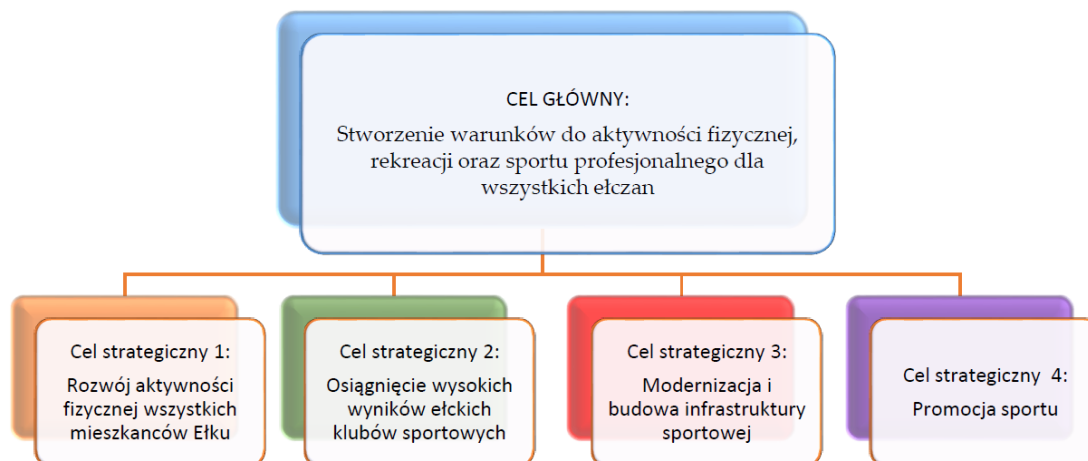 CEL GŁÓWNY:
Stworzenie warunków do aktywności fizycznej,
rekreacji oraz sportu profesjonalnego dla
wszystkich ełczan
Cel strategiczny 1:
Rozwój aktywności
fizycznej wszystkich
mieszkanców Ełku
Cel strategiczny 2:
Osiągnięcie wysokich
wyników ełckich
klubów sportowych
Cel strategiczny 3:
Modernizacja i
budowa infrastruktury
sportowej
Cel strategiczny 4:
Promocja sportu